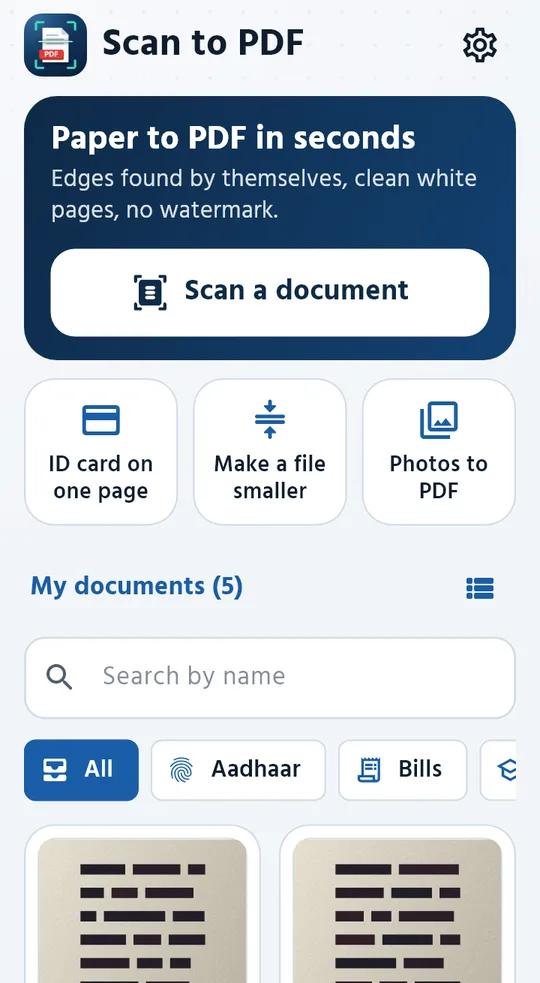 PDF
Scan to PDF
Paper to PDF in seconds
Edges found by themselves, clean white
pages, no watermark.
Scan a document
ID card on
one page
Make a file
smaller
Photos to
PDF
My documents (5)
Search by name
All
Aadhaar
Bills